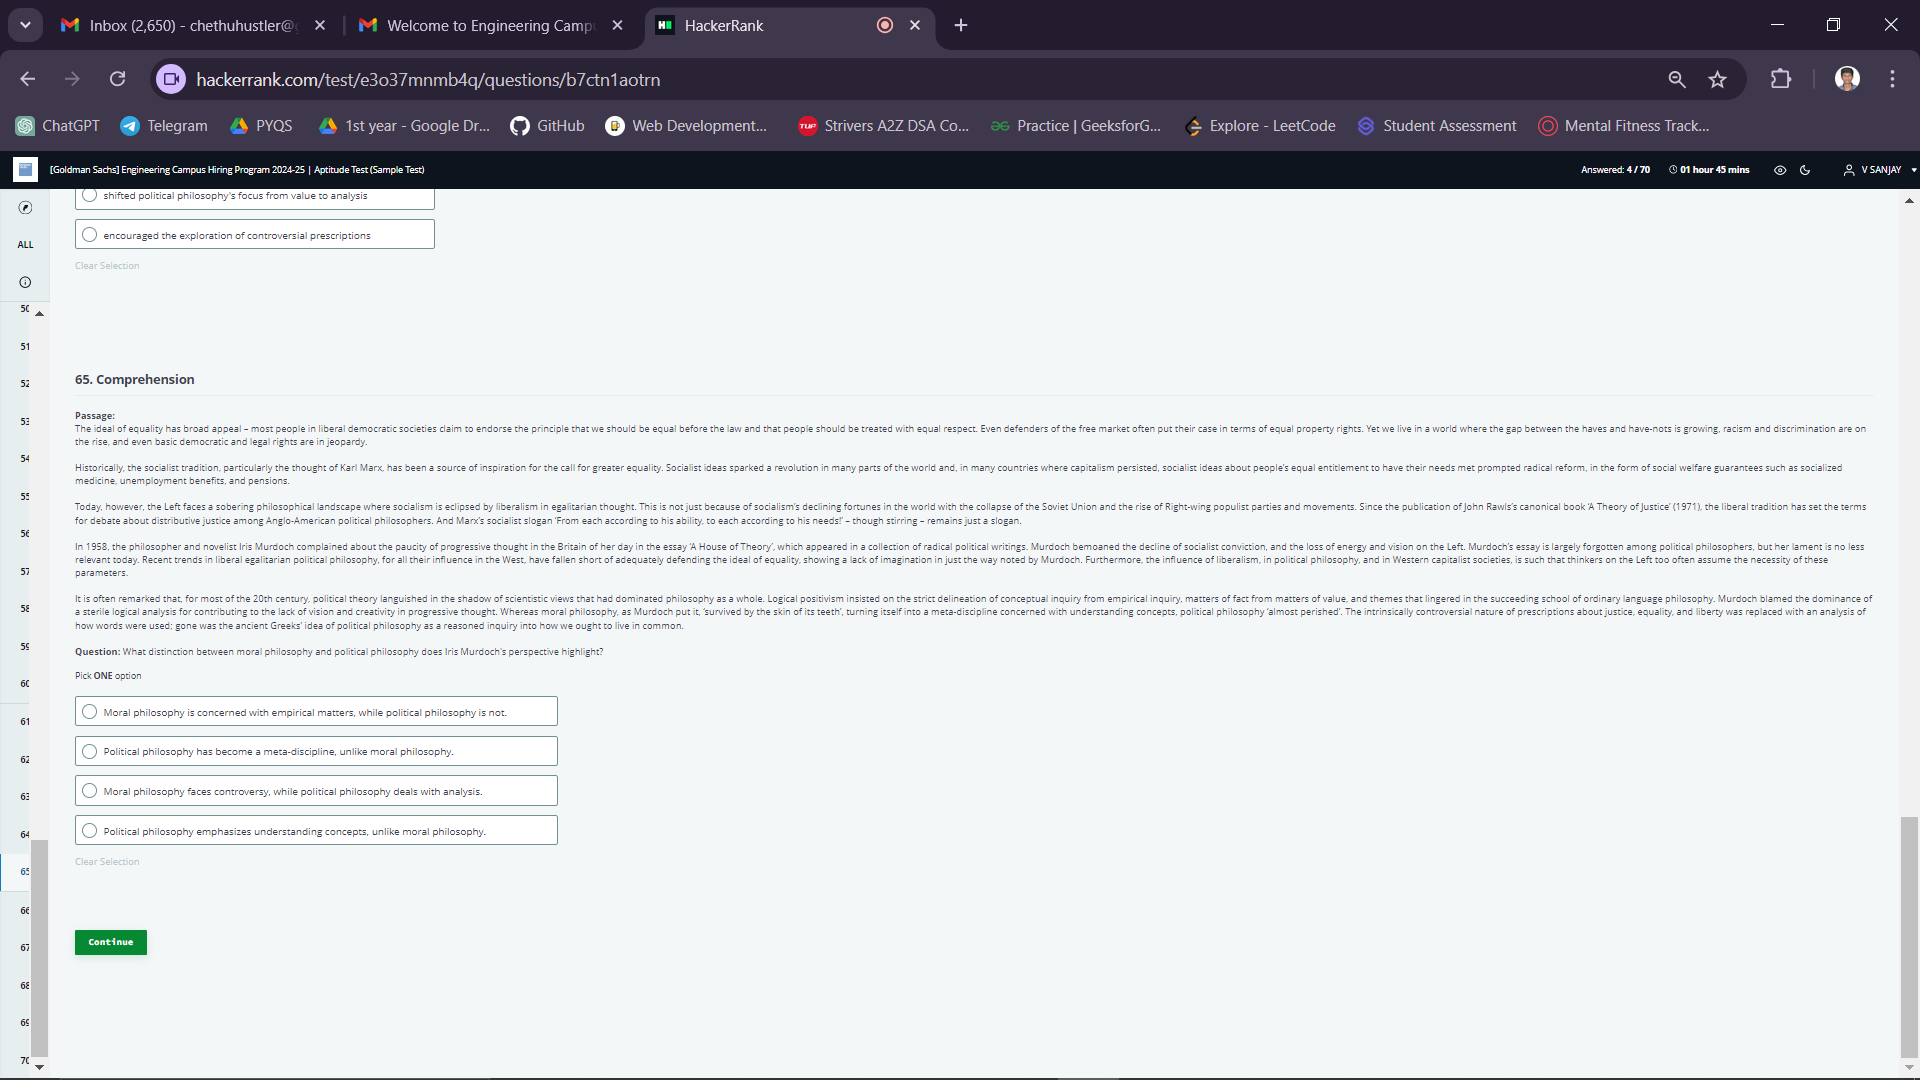 Inbox (2,650) - chethuhustler@g
Welcome to Engineering Camp
HackerRank
hackerrank.com/test/e3o37mnmb4q/questions/b7ctn1aotrn
ChatGPT
Telegram
PYQS
1st year - Google Dr...
GitHub
Web Development...
TUF
Strivers A2Z DSA Co...
Practice | GeeksforG...
Explore - LeetCode
Student Assessment
Mental Fitness Track...
[Goldman Sachs] Engineering Campus Hiring Program 2024-25 | Aptitude Test (Sample Test)
Answered: 4 / 70
01 hour 45 mins
V SANJAY
shifted political philosophy's focus from value to analysis
encouraged the exploration of controversial prescriptions
Clear Selection
ALL
50
51
52
53
54
55
56
57
58
59
60
61
62
63
64
65
66
67
68
69
70
65. Comprehension
Passage:
The ideal of equality has broad appeal – most people in liberal democratic societies claim to endorse the principle that we should be equal before the law and that people should be treated with equal respect. Even defenders of the free market often put their case in terms of equal property rights. Yet we live in a world where the gap between the haves and have-nots is growing, racism and discrimination are on
the rise, and even basic democratic and legal rights are in jeopardy.
Historically, the socialist tradition, particularly the thought of Karl Marx, has been a source of inspiration for the call for greater equality. Socialist ideas sparked a revolution in many parts of the world and, in many countries where capitalism persisted, socialist ideas about people's equal entitlement to have their needs met prompted radical reform, in the form of social welfare guarantees such as socialized
medicine, unemployment benefits, and pensions.
Today, however, the Left faces a sobering philosophical landscape where socialism is eclipsed by liberalism in egalitarian thought. This is not just because of socialism's declining fortunes in the world with the collapse of the Soviet Union and the rise of Right-wing populist parties and movements. Since the publication of John Rawls's canonical book 'A Theory of Justice' (1971), the liberal tradition has set the terms
for debate about distributive justice among Anglo-American political philosophers. And Marx's socialist slogan 'From each according to his ability, to each according to his needs!' – though stirring – remains just a slogan.
In 1958, the philosopher and novelist Iris Murdoch complained about the paucity of progressive thought in the Britain of her day in the essay 'A House of Theory', which appeared in a collection of radical political writings. Murdoch bemoaned the decline of socialist conviction, and the loss of energy and vision on the Left. Murdoch's essay is largely forgotten among political philosophers, but her lament is no less
relevant today. Recent trends in liberal egalitarian political philosophy, for all their influence in the West, have fallen short of adequately defending the ideal of equality, showing a lack of imagination in just the way noted by Murdoch. Furthermore, the influence of liberalism, in political philosophy, and in Western capitalist societies, is such that thinkers on the Left too often assume the necessity of these
parameters.
It is often remarked that, for most of the 20th century, political theory languished in the shadow of scientistic views that had dominated philosophy as a whole. Logical positivism insisted on the strict delineation of conceptual inquiry from empirical inquiry, matters of fact from matters of value, and themes that lingered in the succeeding school of ordinary language philosophy. Murdoch blamed the dominance of
a sterile logical analysis for contributing to the lack of vision and creativity in progressive thought. Whereas moral philosophy, as Murdoch put it, 'survived by the skin of its teeth', turning itself into a meta-discipline concerned with understanding concepts, political philosophy 'almost perished'. The intrinsically controversial nature of prescriptions about justice, equality, and liberty was replaced with an analysis of
how words were used; gone was the ancient Greeks' idea of political philosophy as a reasoned inquiry into how we ought to live in common.
Question: What distinction between moral philosophy and political philosophy does Iris Murdoch's perspective highlight?
Pick ONE option
Moral philosophy is concerned with empirical matters, while political philosophy is not.
Political philosophy has become a meta-discipline, unlike moral philosophy.
Moral philosophy faces controversy, while political philosophy deals with analysis.
Political philosophy emphasizes understanding concepts, unlike moral philosophy.
Clear Selection
Continue